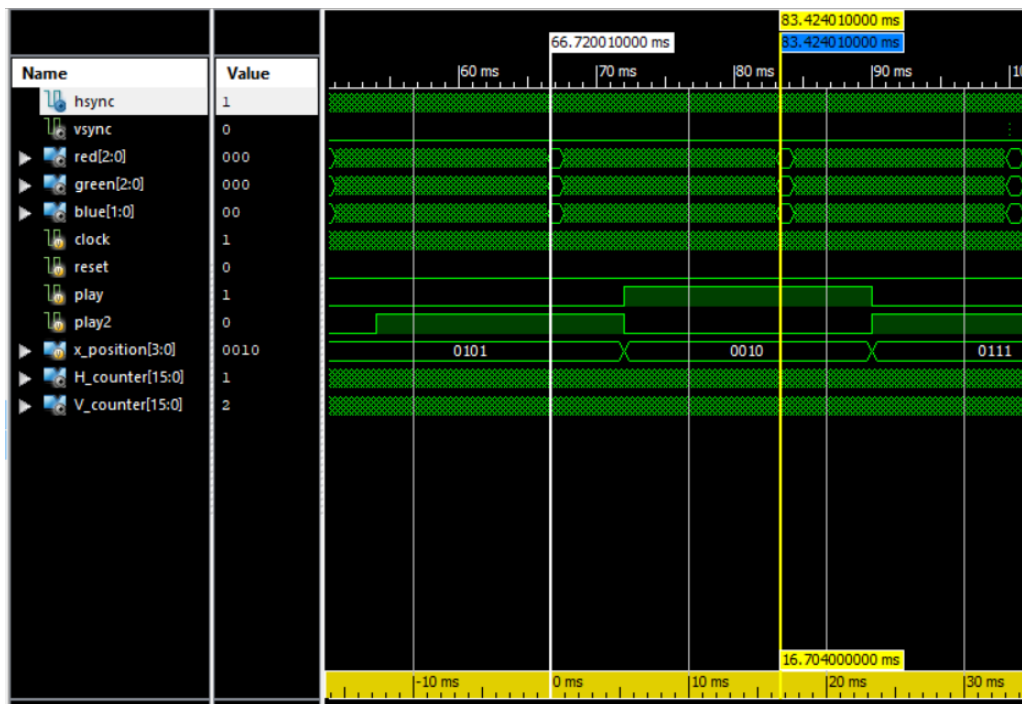 83.424010000 ms
66.720010000 ms 83.424010000 ms
Name Value 60 ms 70 ms 80 ms 90 ms
hsync 1
vsync 0
red[2:0] 000
green[2:0] 000
blue[1:0] 00
clock 1
reset 0
play 1
play2 0
x_position[3:0] 0010 0101 0010 0111
H_counter[15:0] 1
V_counter[15:0] 2
16.704000000 ms
-10 ms 0 ms 10 ms 20 ms 30 ms